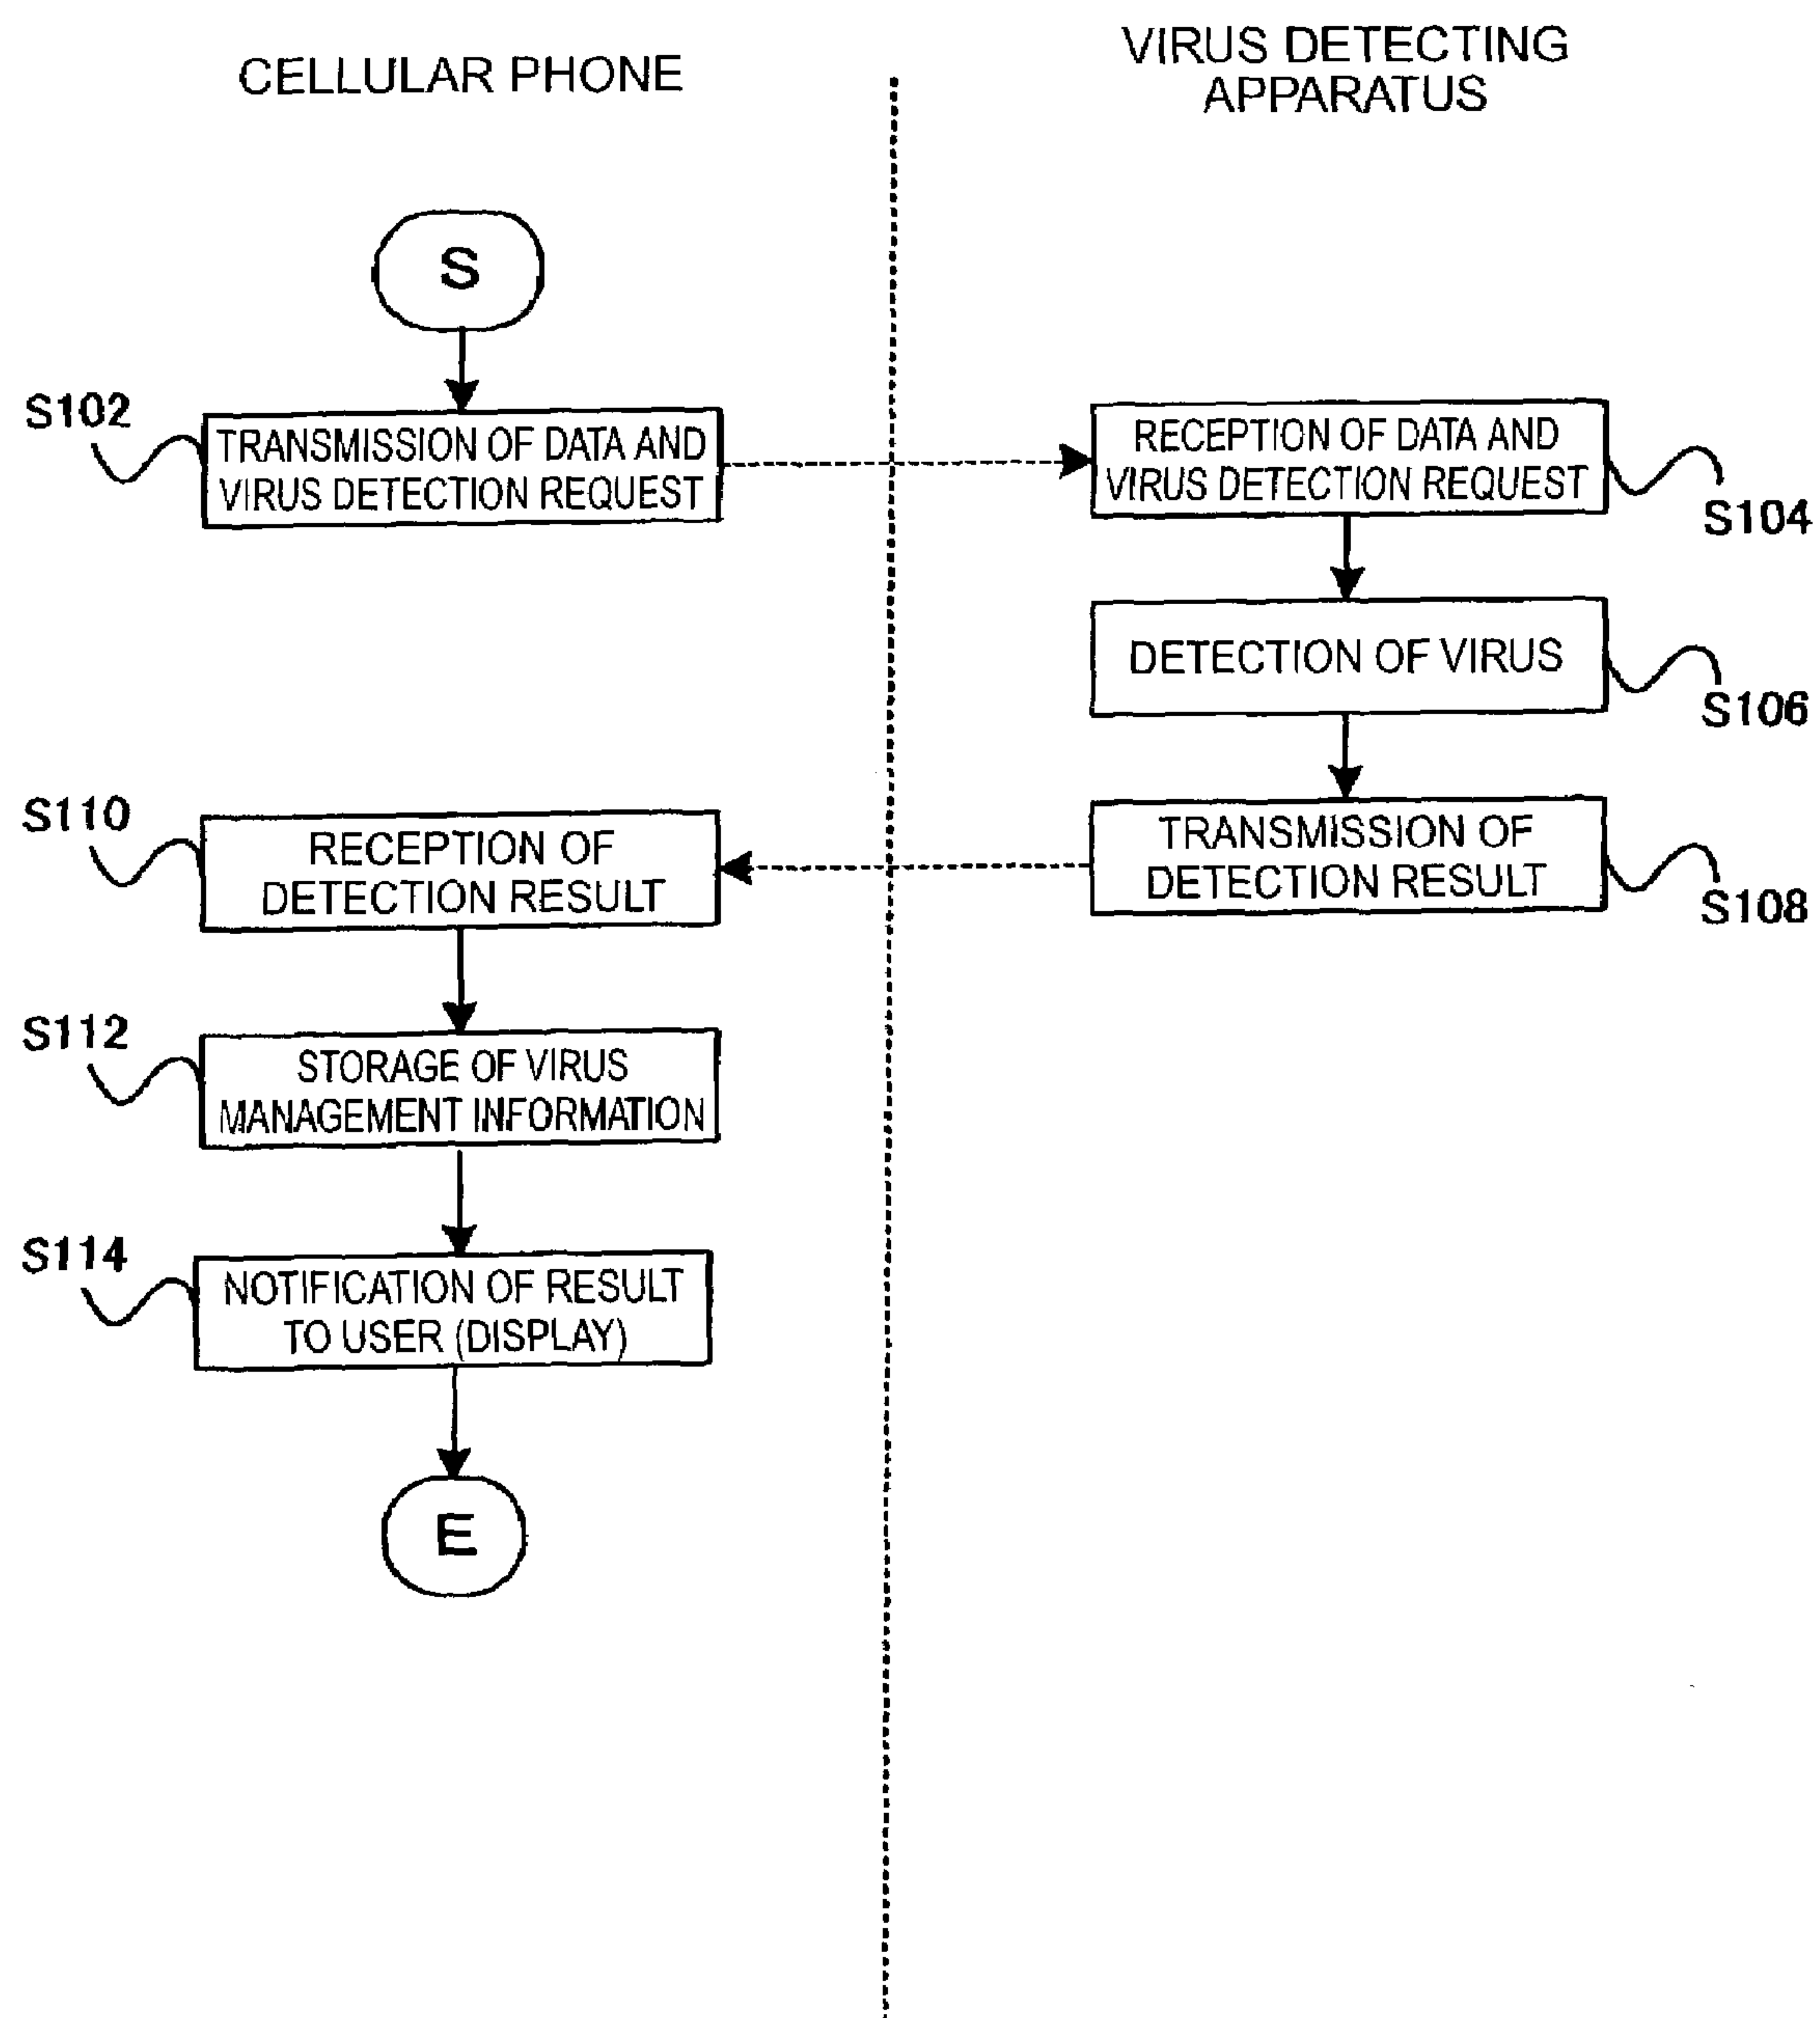 CELLULAR PHONE
VIRUS DETECTING
APPARATUS
S
S102
TRANSMISSION OF DATA AND
VIRUS DETECTION REQUEST
RECEPTION OF DATA AND
VIRUS DETECTION REQUEST
S104
DETECTION OF VIRUS
S106
TRANSMISSION OF
DETECTION RESULT
S108
S110
RECEPTION OF
DETECTION RESULT
S112
STORAGE OF VIRUS
MANAGEMENT INFORMATION
S114
NOTIFICATION OF RESULT
TO USER (DISPLAY)
E